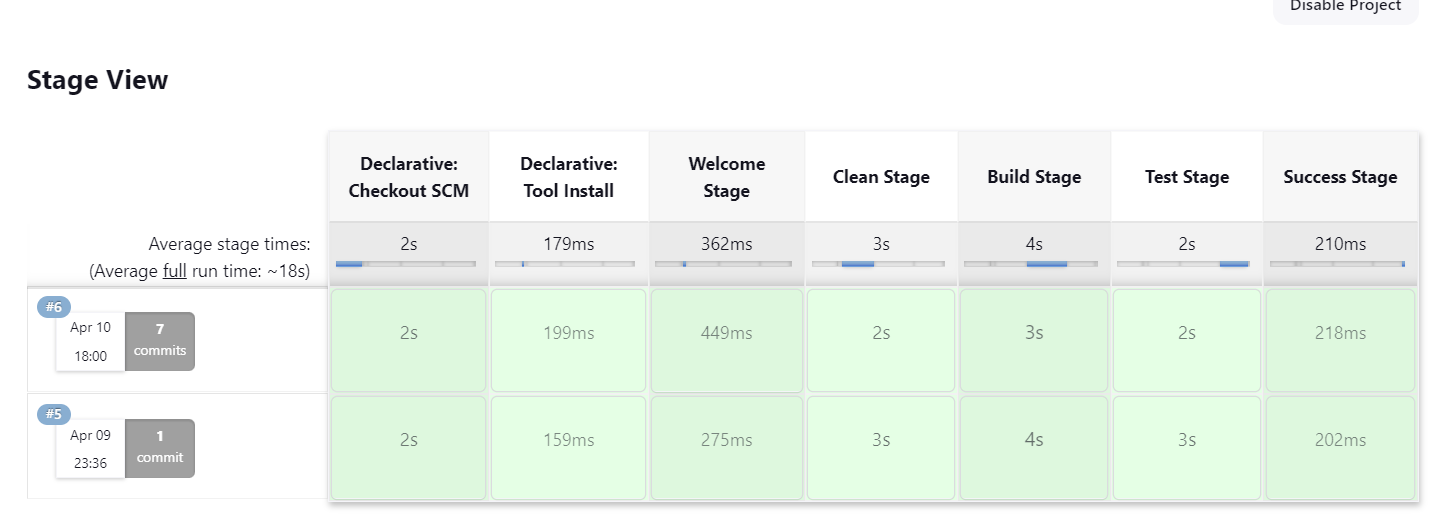 Disable Project
Stage View
Declarative:
Checkout SCM
Declarative:
Tool Install
Welcome
Stage
Clean Stage
Build Stage
Test Stage
Success Stage
Average stage times:
(Average full run time: ~18s)
2s
179ms
362ms
3s
4s
2s
210ms
#6
Apr 10
18:00
7
commits
2s
199ms
449ms
2s
3s
2s
218ms
#5
Apr 09
23:36
1
commit
2s
159ms
275ms
3s
4s
3s
202ms